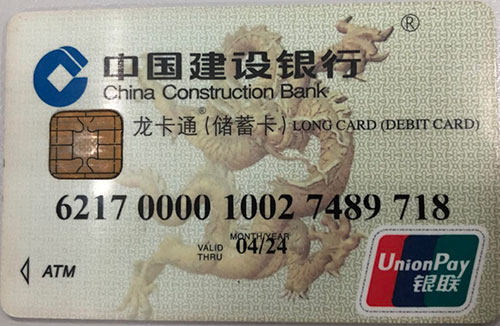 ®
中国建设银行
China Construction Bank
龙卡通®(储蓄卡) LONG CARD (DEBIT CARD)
6217 0000 1002 7489 718
MONTH/YEAR
VALID THRU 04/24
ATM
UnionPay
银联